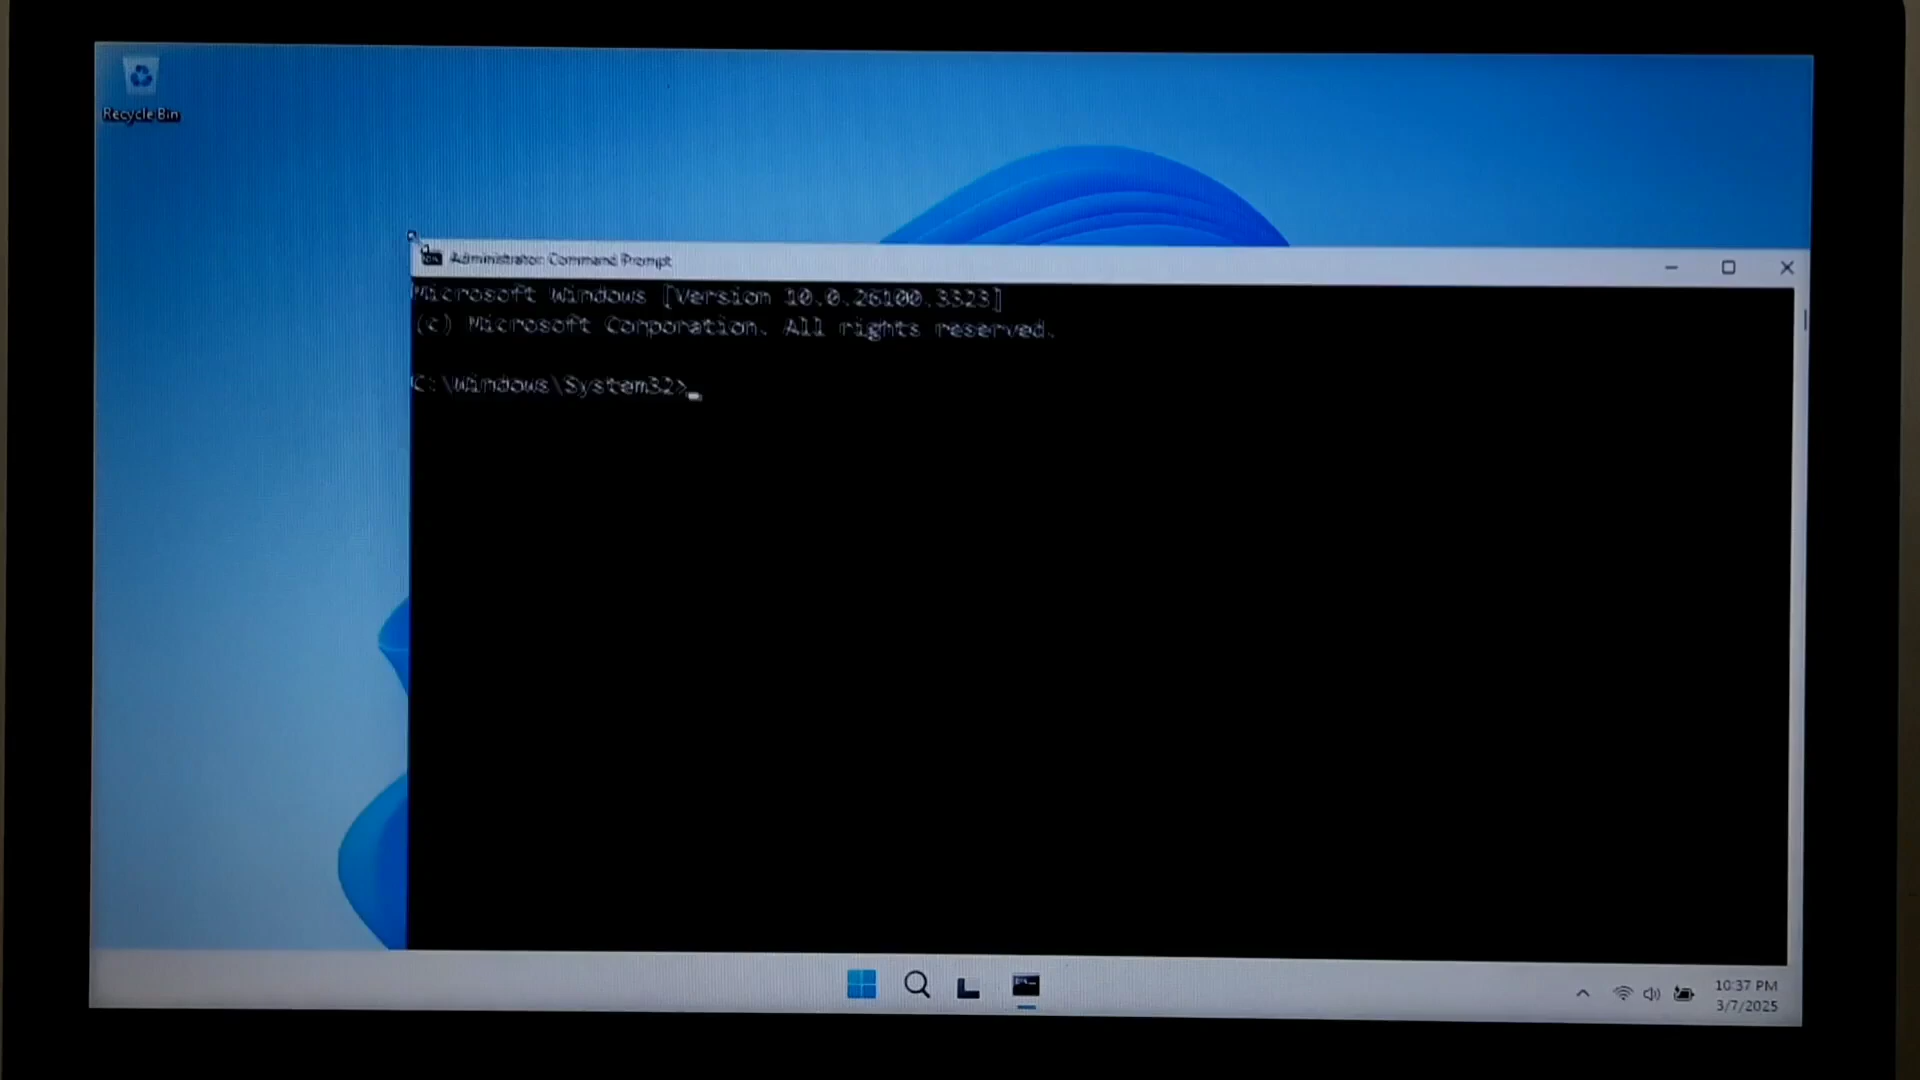 Recycle Bin
Administrator: Command Prompt
Microsoft Windows [Version 10.0.26100.3323]
(c) Microsoft Corporation. All rights reserved.
C:\Windows\System32>
10:37 PM
3/7/2025